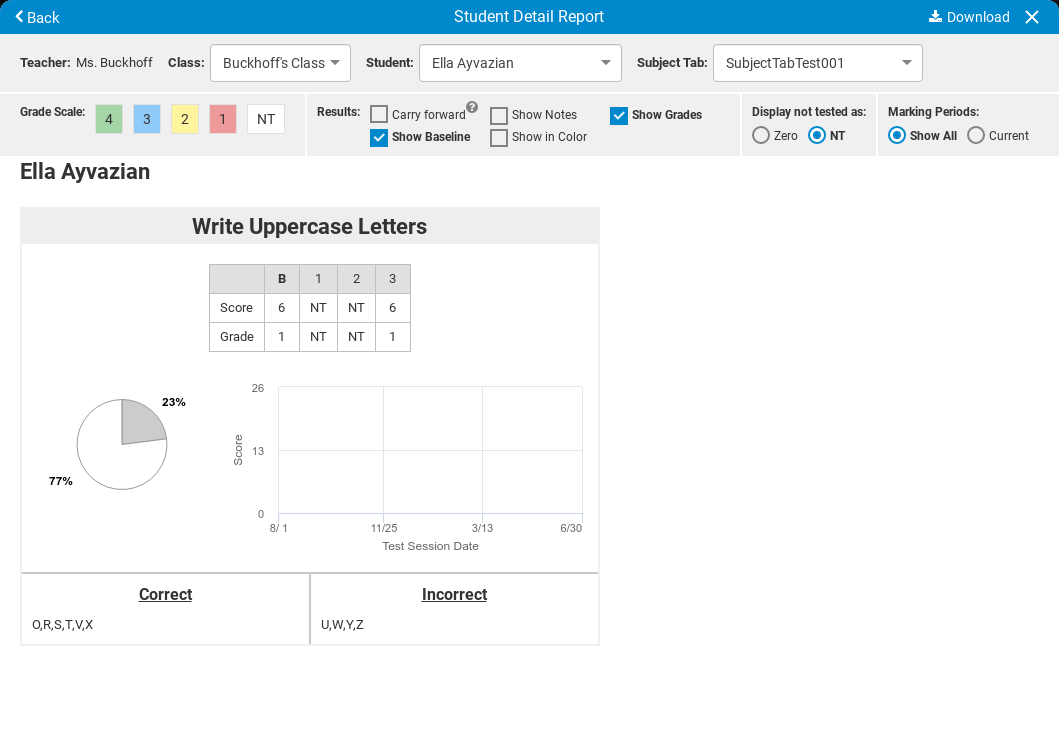 Back Student Detail Report Download
Teacher: Ms. Buckhoff Class: Buckhoff's Class Student: Ella Ayvazian Subject Tab: SubjectTabTest001
Grade Scale: 4 3 2 1 NT
Results: Carry forward ? Show Notes Show Grades
Show Baseline Show in Color
Display not tested as:
Zero NT
Marking Periods:
Show All Current
Ella Ayvazian
Write Uppercase Letters
B 1 2 3
Score 6 NT NT 6
Grade 1 NT NT 1
23%
77%
Score
26
13
0
8/ 1 11/25 3/13 6/30
Test Session Date
Correct
O,R,S,T,V,X
Incorrect
U,W,Y,Z